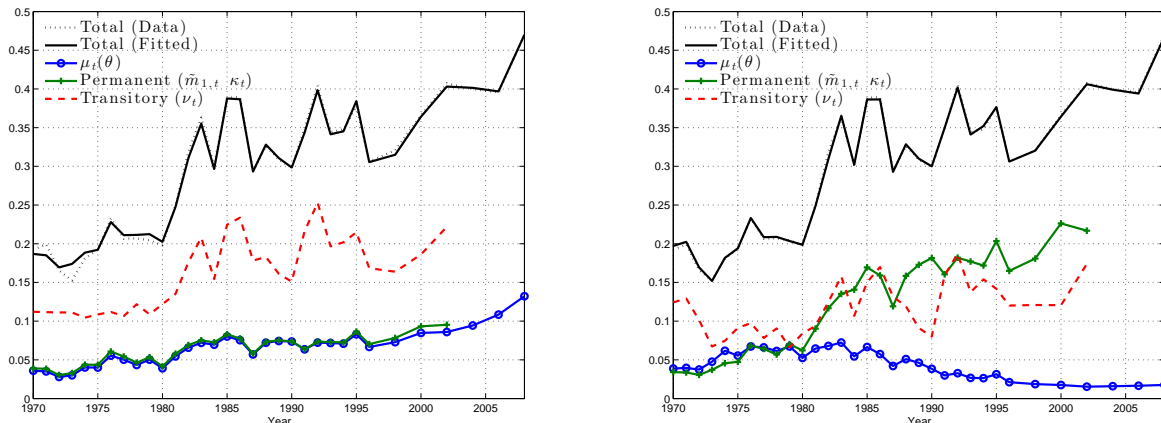 Total (Data)
Total (Fitted)
μt(θ)
Permanent (m̃1,t κt)
Transitory (νt)
0.5
0.45
0.4
0.35
0.3
0.25
0.2
0.15
0.1
0.05
0
1970 1975 1980 1985 1990 1995 2000 2005
Year
Total (Data)
Total (Fitted)
μt(θ)
Permanent (m̃1,t κt)
Transitory (νt)
0.5
0.45
0.4
0.35
0.3
0.25
0.2
0.15
0.1
0.05
0
1970 1975 1980 1985 1990 1995 2000 2005
Year